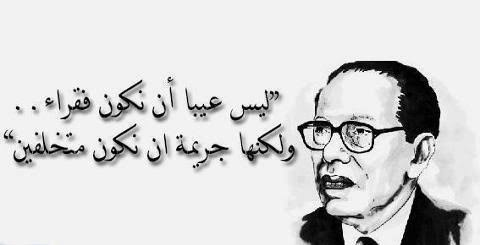 ”ليس عيبا أن نكون فقراء . .
ولكنها جريمة ان نكون متخلفين“